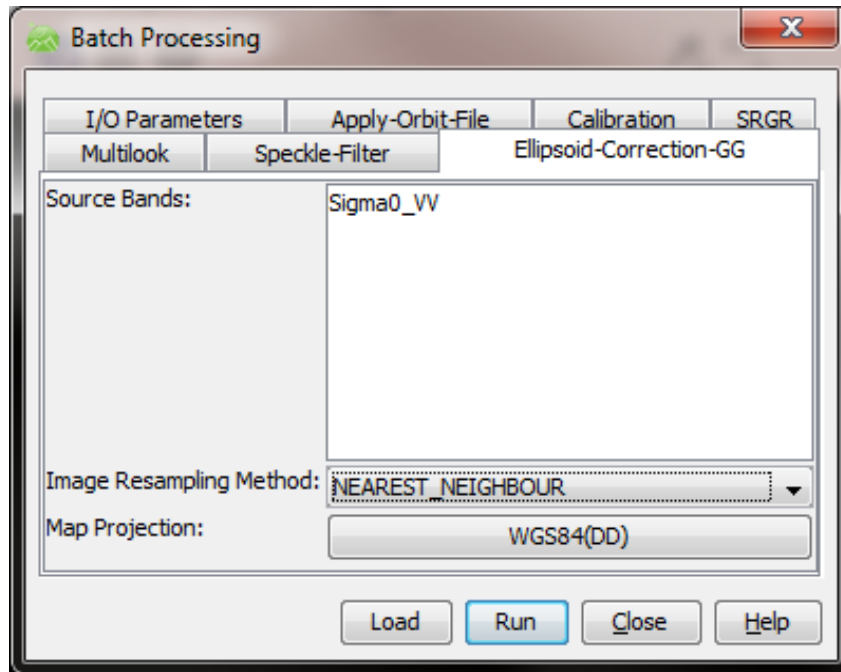 Batch Processing
I/O Parameters Apply-Orbit-File Calibration SRGR
Multilook Speckle-Filter Ellipsoid-Correction-GG
Source Bands: Sigma0_VV
Image Resampling Method: NEAREST_NEIGHBOUR
Map Projection: WGS84(DD)
Load Run Close Help